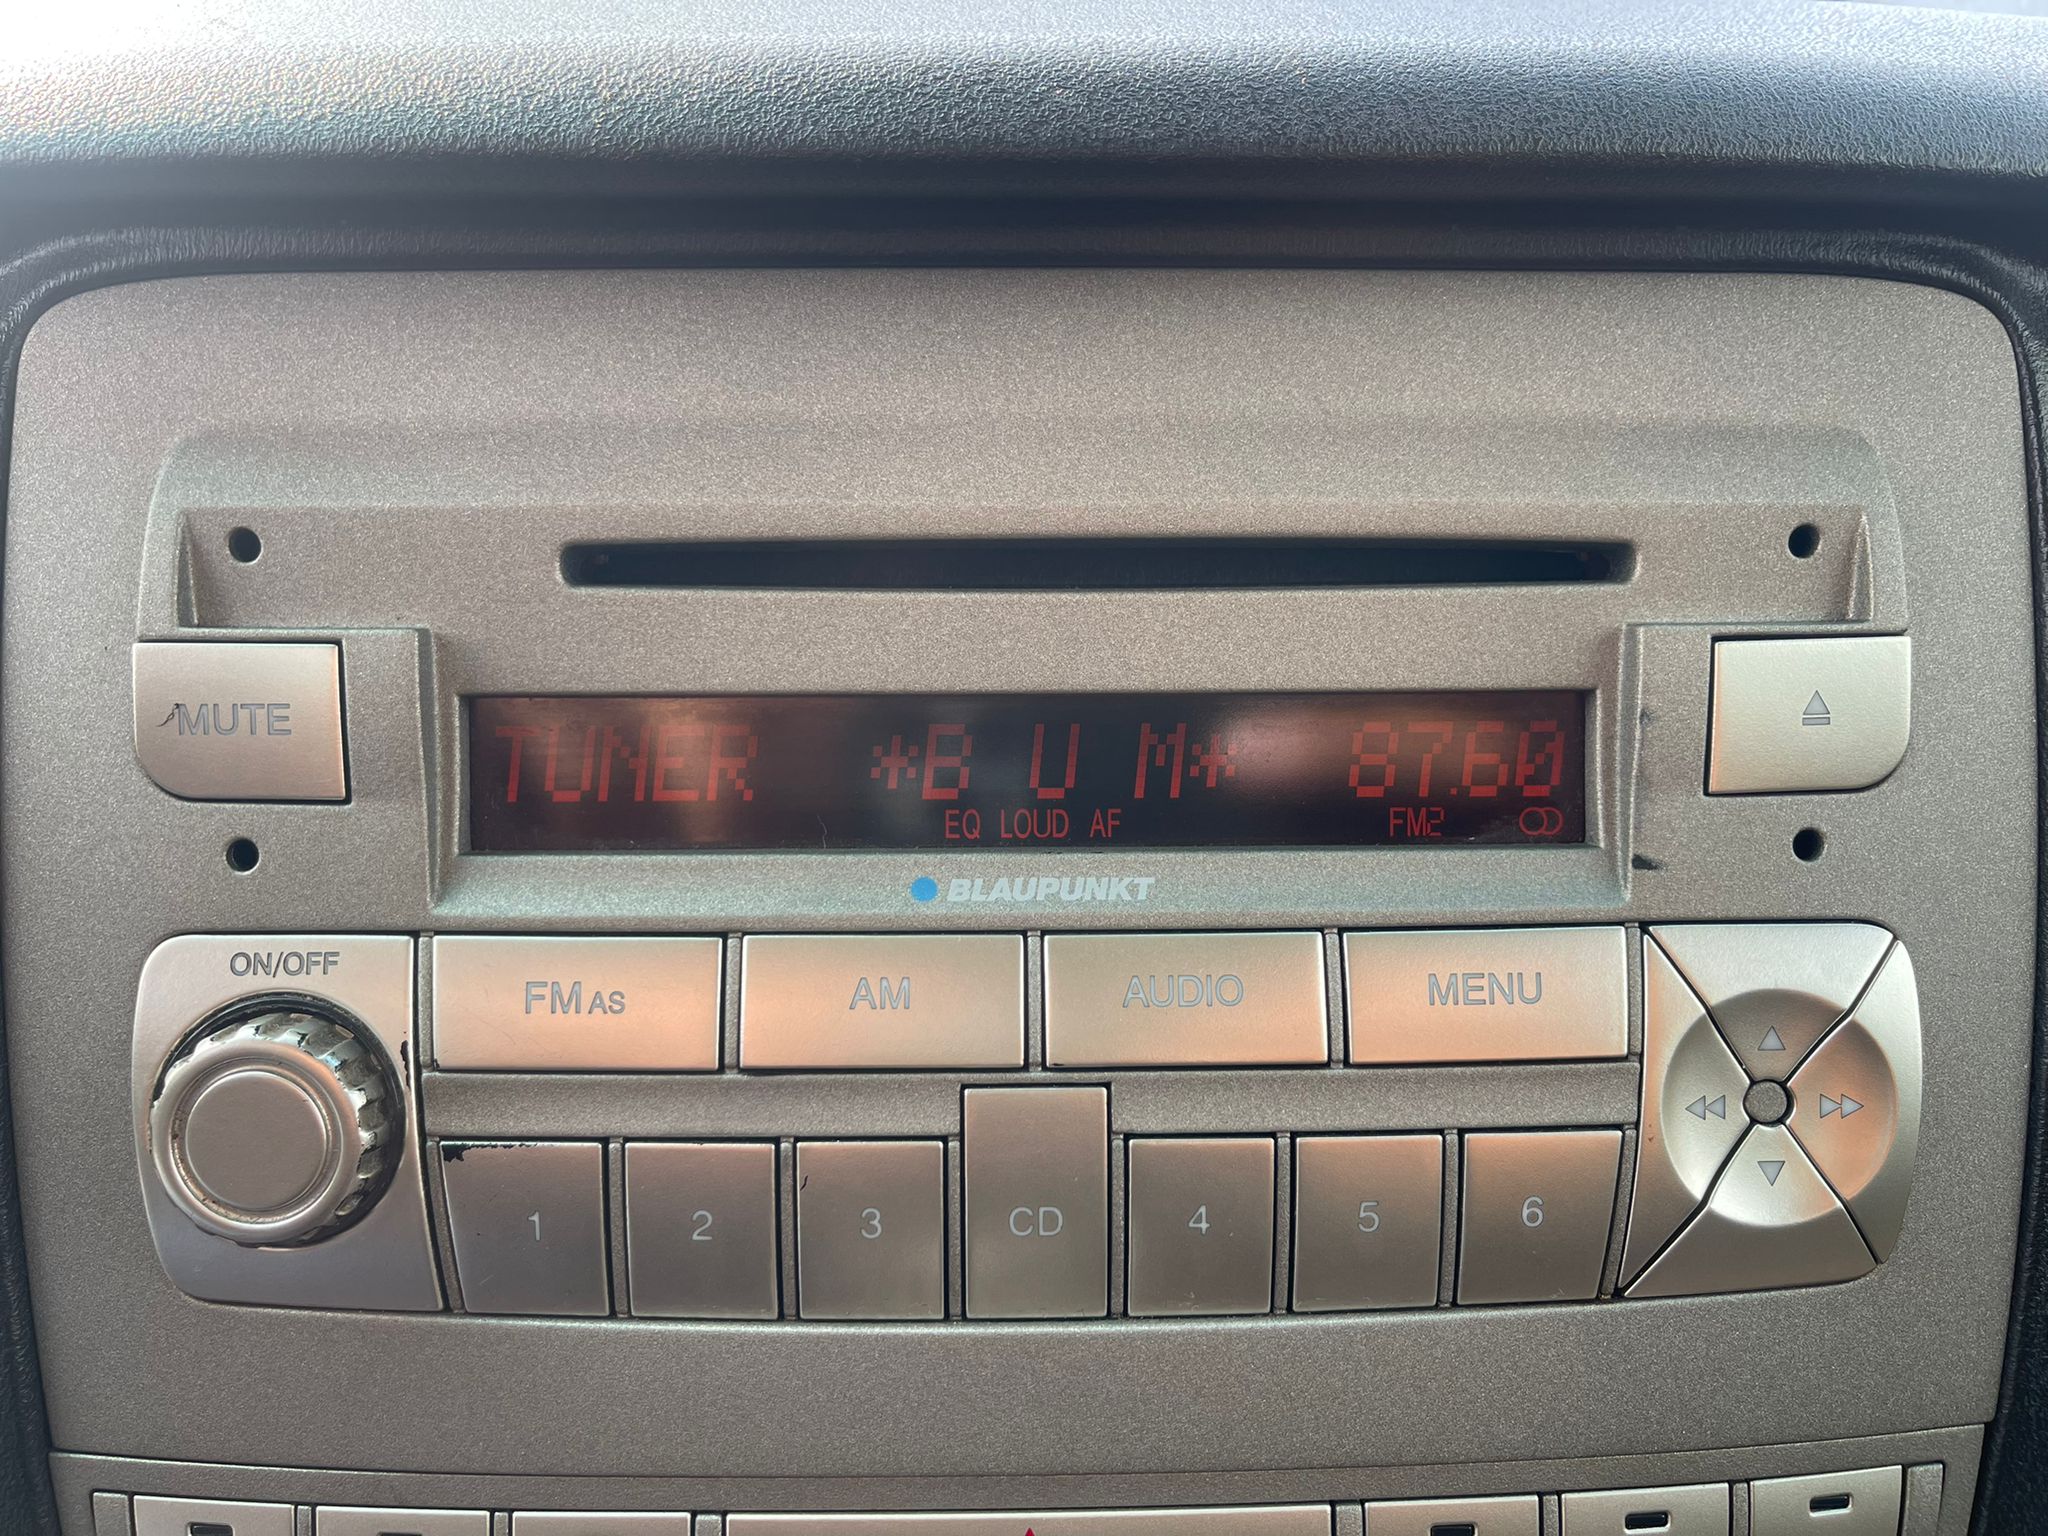 MUTE
TUNER *B U M* 87.60
EQ LOUD AF FM2
BLAUPUNKT
ON/OFF
FM AS AM AUDIO MENU
1 2 3 CD 4 5 6